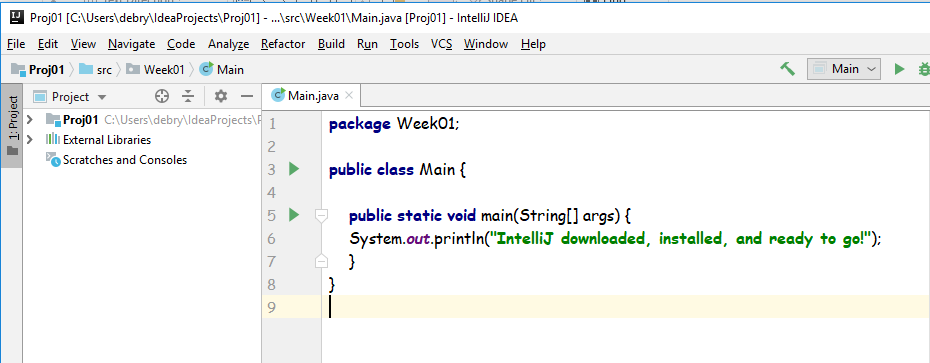 Proj01 [C:\Users\debry\IdeaProjects\Proj01] - ...\src\Week01\Main.java [Proj01] - IntelliJ IDEA
File Edit View Navigate Code Analyze Refactor Build Run Tools VCS Window Help
Proj01 src Week01 Main Main
1: Project
Project
Proj01 C:\Users\debry\IdeaProjects\
External Libraries
Scratches and Consoles
Main.java
1 package Week01;
2
3 public class Main {
4
5 public static void main(String[] args) {
6 System.out.println("IntelliJ downloaded, installed, and ready to go!");
7 }
8 }
9